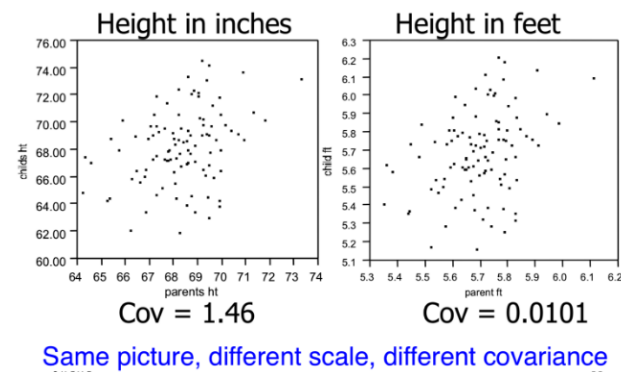 Height in inches
76.00
74.00
72.00
70.00
68.00
66.00
64.00
62.00
60.00
childs ht
64 65 66 67 68 69 70 71 72 73 74
parents ht
Cov = 1.46
Height in feet
6.3
6.2
6.1
6.0
5.9
5.8
5.7
5.6
5.5
5.4
5.3
5.2
5.1
child ft
5.3 5.4 5.5 5.6 5.7 5.8 5.9 6.0 6.1 6.2
parent ft
Cov = 0.0101
Same picture, different scale, different covariance